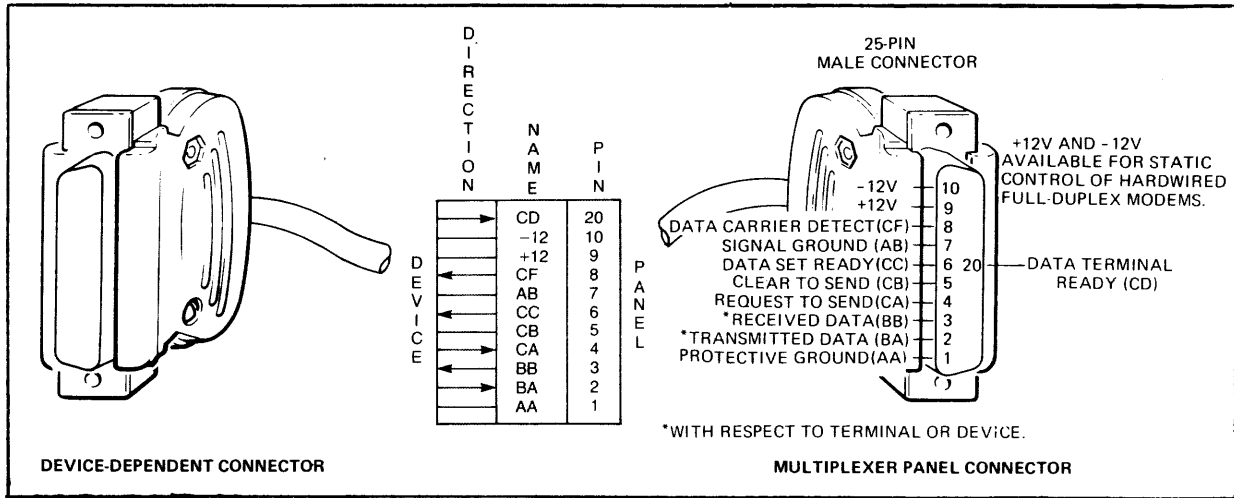 DIRECTION
NAME
PIN
CD 20
-12 10
+12 9
CF 8
AB 7
CC 6
CB 5
CA 4
BB 3
BA 2
AA 1
DEVICE
PANEL
25-PIN
MALE CONNECTOR
+12V AND -12V
AVAILABLE FOR STATIC
CONTROL OF HARDWIRED
FULL-DUPLEX MODEMS.
-12V 10
+12V 9
DATA CARRIER DETECT(CF) 8
SIGNAL GROUND (AB) 7
DATA SET READY(CC) 6
CLEAR TO SEND (CB) 5
REQUEST TO SEND(CA) 4
*RECEIVED DATA(BB) 3
*TRANSMITTED DATA (BA) 2
PROTECTIVE GROUND(AA) 1
20 DATA TERMINAL
READY (CD)
*WITH RESPECT TO TERMINAL OR DEVICE.
DEVICE-DEPENDENT CONNECTOR
MULTIPLEXER PANEL CONNECTOR